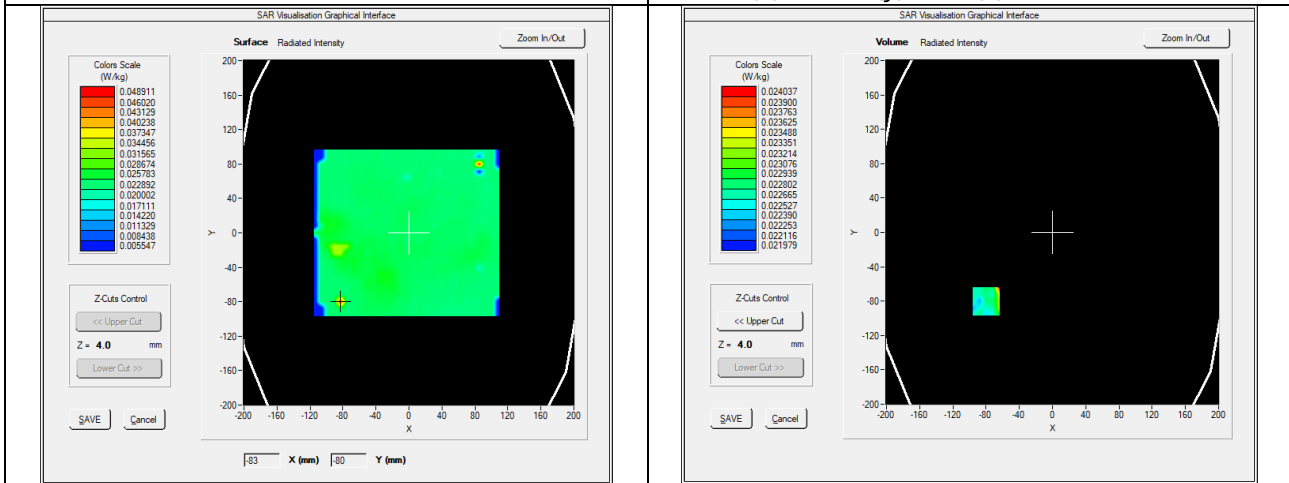 SAR Visualisation Graphical Interface
Surface Radiated Intensity
Zoom In/Out
Colors Scale
(W/kg)
0.048911
0.046020
0.043129
0.040238
0.037347
0.034456
0.031565
0.028674
0.025783
0.022892
0.020002
0.017111
0.014220
0.011329
0.008438
0.005547
Z-Cuts Control
<< Upper Cut
Z = 4.0 mm
Lower Cut >>
SAVE
Cancel
200
160
120
80
40
0
-40
-80
-120
-160
-200
Y
-200 -160 -120 -80 -40 0 40 80 120 160 200
X
-83 X (mm) -80 Y (mm)
SAR Visualisation Graphical Interface
Volume Radiated Intensity
Zoom In/Out
Colors Scale
(W/kg)
0.024037
0.023900
0.023763
0.023625
0.023488
0.023351
0.023214
0.023076
0.022939
0.022802
0.022665
0.022527
0.022390
0.022253
0.022116
0.021979
Z-Cuts Control
<< Upper Cut
Z = 4.0 mm
Lower Cut >>
SAVE
Cancel
200
160
120
80
40
0
-40
-80
-120
-160
-200
Y
-200 -160 -120 -80 -40 0 40 80 120 160 200
X